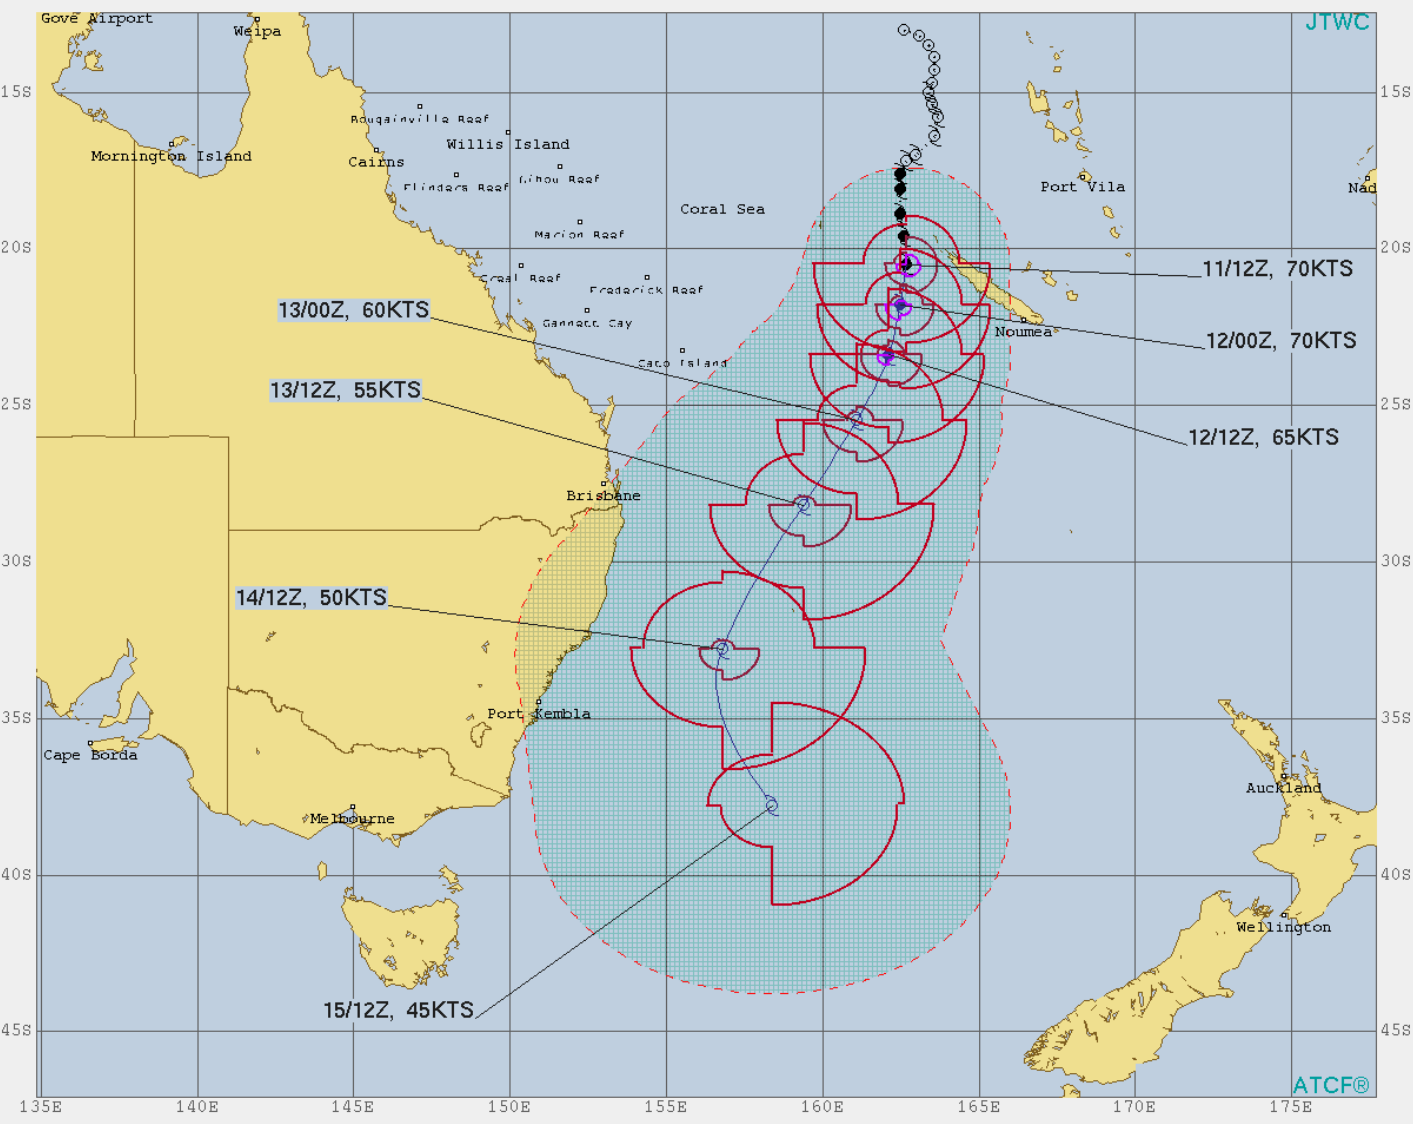 Gove Airport
JTWC
Weipa
15S
15S
Bougainville Reef
Willis Island
Mornington Island
Cairns
Flinders Reef
Lihou Reef
Port Vila
Nad
Coral Sea
Marion Reef
20S
20S
11/12Z, 70KTS
Creal Reef
Frederick Reef
13/00Z, 60KTS
Gannett Cay
Noumea
12/00Z, 70KTS
Cato Island
13/12Z, 55KTS
25S
25S
12/12Z, 65KTS
Brisbane
30S
30S
14/12Z, 50KTS
Port Kembla
35S
35S
Cape Borda
Auckland
Melbourne
40S
40S
Wellington
15/12Z, 45KTS
45S
45S
ATCF®
135E
140E
145E
150E
155E
160E
165E
170E
175E